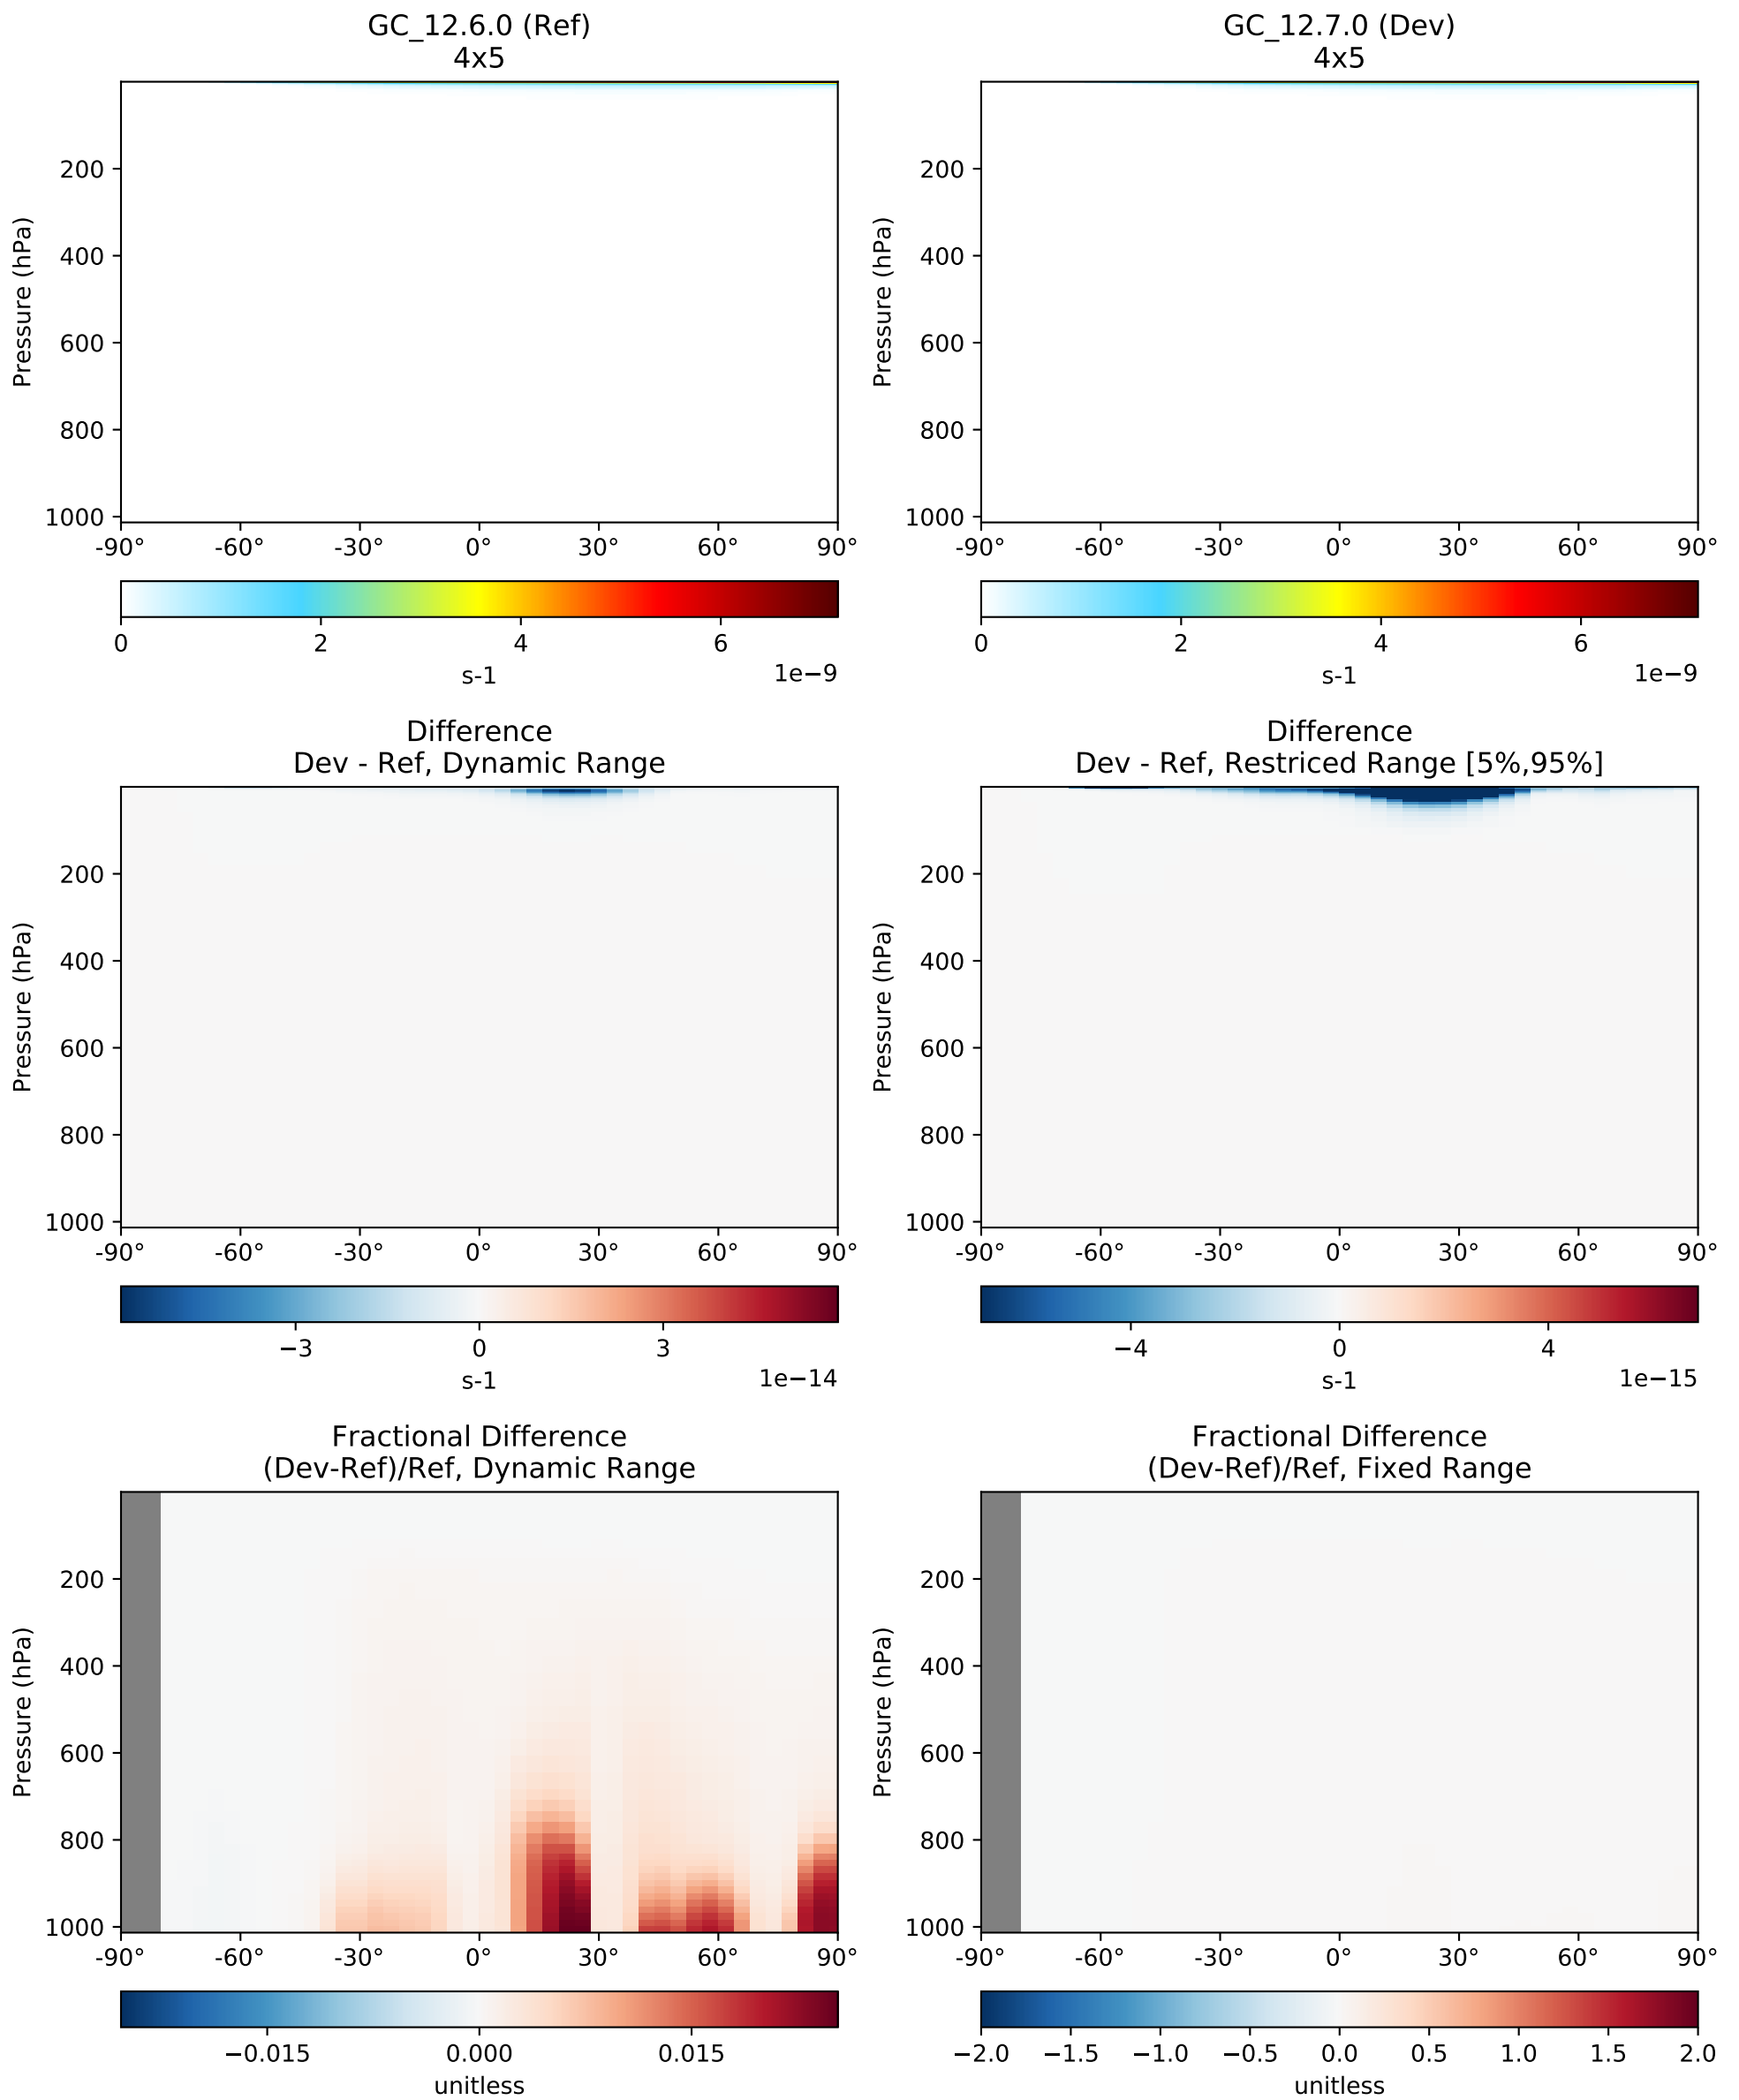 GC_12.6.0 (Ref)
4x5
Pressure (hPa)
200
400
600
800
1000
-90° -60° -30° 0° 30° 60° 90°
0 2 4 6
s-1
1e−9
GC_12.7.0 (Dev)
4x5
Pressure (hPa)
200
400
600
800
1000
-90° -60° -30° 0° 30° 60° 90°
0 2 4 6
s-1
1e−9
Difference
Dev - Ref, Dynamic Range
Pressure (hPa)
200
400
600
800
1000
-90° -60° -30° 0° 30° 60° 90°
−3 0 3
s-1
1e−14
Difference
Dev - Ref, Restriced Range [5%,95%]
Pressure (hPa)
200
400
600
800
1000
-90° -60° -30° 0° 30° 60° 90°
−4 0 4
s-1
1e−15
Fractional Difference
(Dev-Ref)/Ref, Dynamic Range
Pressure (hPa)
200
400
600
800
1000
-90° -60° -30° 0° 30° 60° 90°
−0.015 0.000 0.015
unitless
Fractional Difference
(Dev-Ref)/Ref, Fixed Range
Pressure (hPa)
200
400
600
800
1000
-90° -60° -30° 0° 30° 60° 90°
−2.0 −1.5 −1.0 −0.5 0.0 0.5 1.0 1.5 2.0
unitless